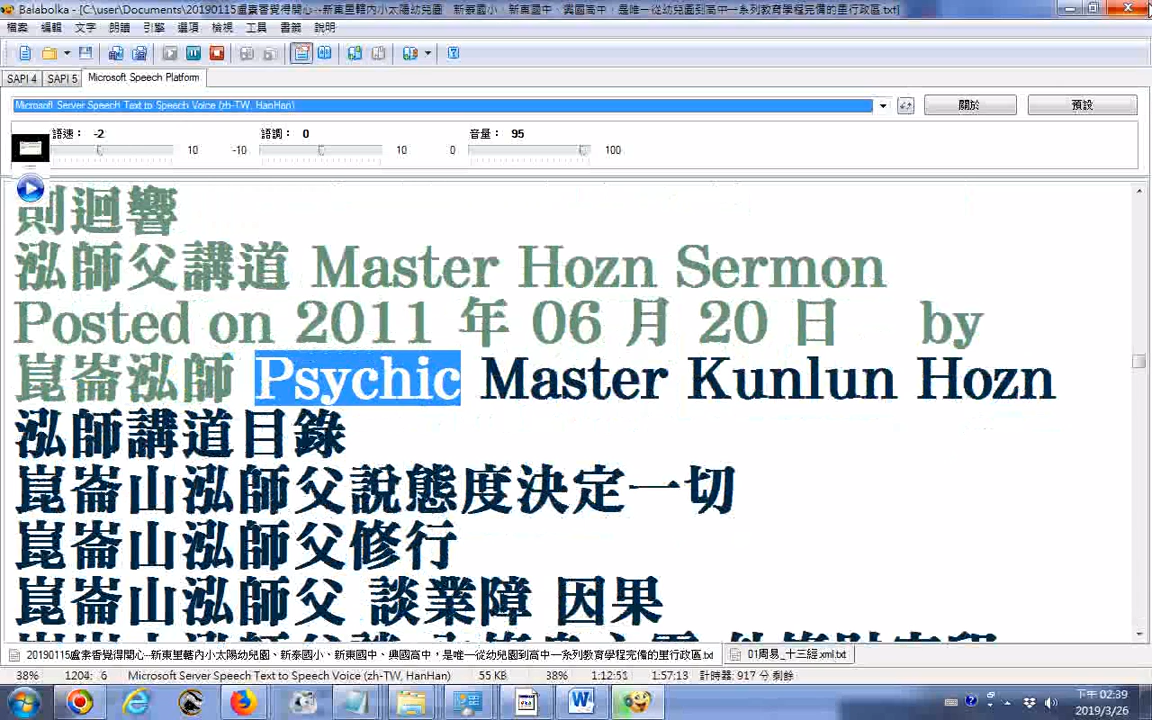 Balabolka - [C:\user\Documents\20190115盧素香覺得開心--新東里轄內小太陽幼兒園、新泰國小、新東國中、興國高中，是唯一從幼兒園到高中一系列教育學程完備的里行政區.txt]
檔案 編輯 文字 朗讀 引擎 選項 檢視 工具 書籤 說明
SAPI 4 SAPI 5 Microsoft Speech Platform
Microsoft Server Speech Text to Speech Voice (zh-TW, HanHan)
關於 預設
語速： -2 語調： 0 音量： 95
10 -10 10 0 100
則迴響
泓師父講道 Master Hozn Sermon
Posted on 2011 年 06 月 20 日 by
崑崙泓師 Psychic Master Kunlun Hozn
泓師講道目錄
崑崙山泓師父說態度決定一切
崑崙山泓師父修行
崑崙山泓師父 談業障 因果
20190115盧素香覺得開心--新東里轄內小太陽幼兒園、新泰國小、新東國中、興國高中，是唯一從幼兒園到高中一系列教育學程完備的里行政區.txt 01周易_十三經.xml.txt
38% 1204: 6 Microsoft Server Speech Text to Speech Voice (zh-TW, HanHan) 55 KB 38% 1:12:51 1:57:13 計時器: 917 分 剩餘
下午 02:39
2019/3/26